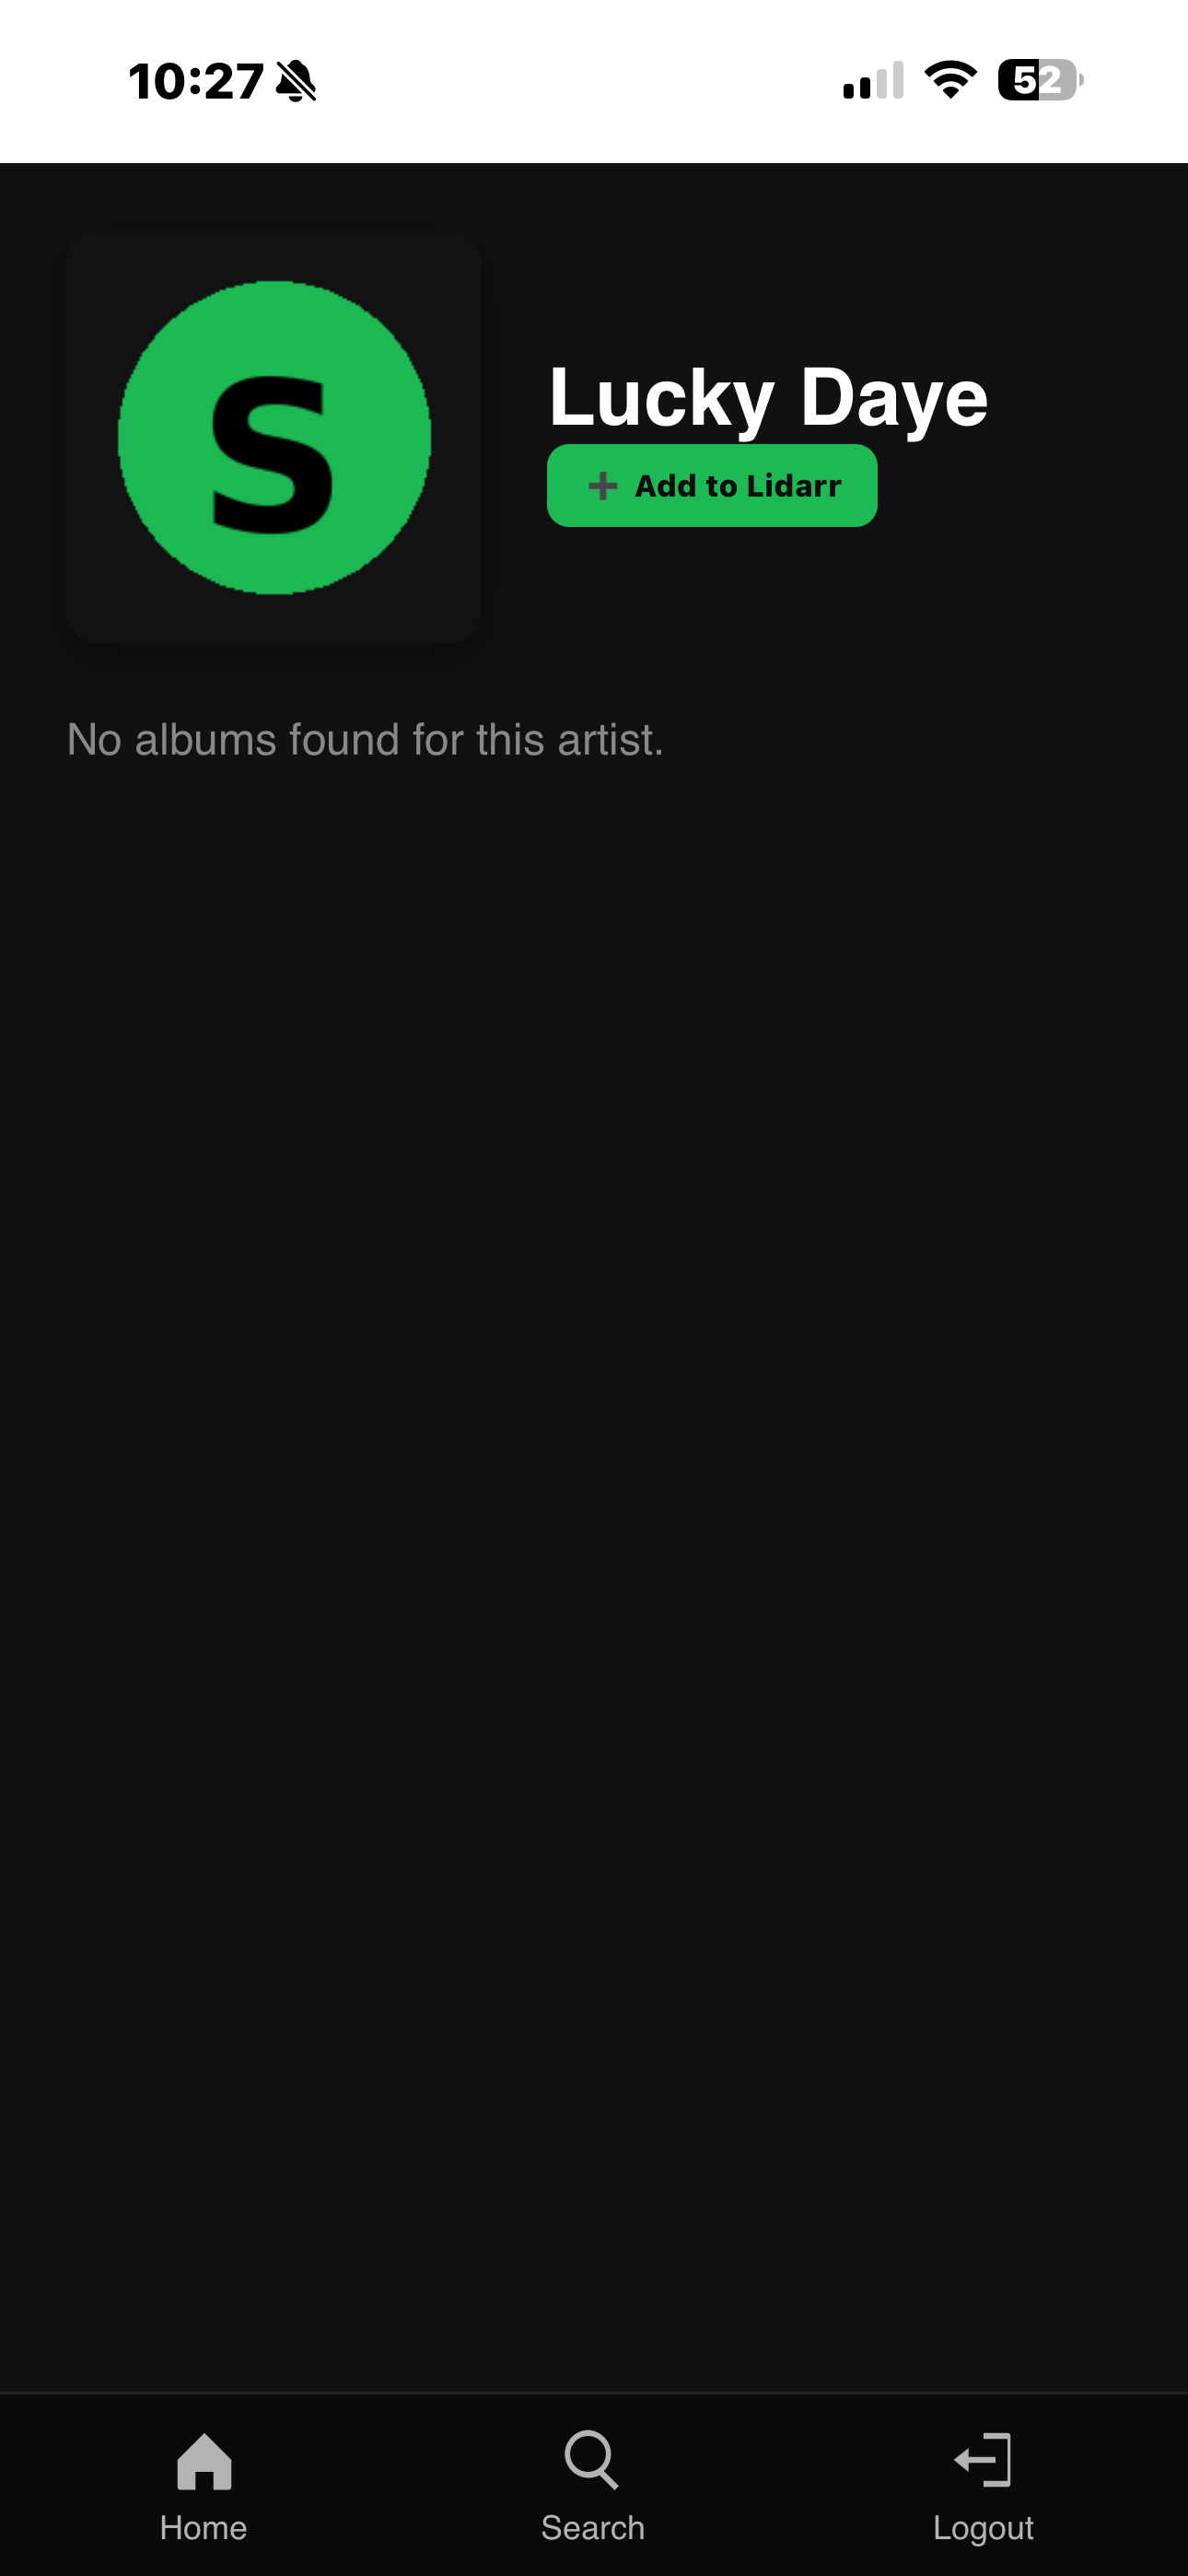 10:27
52
S
Lucky Daye
➕ Add to Lidarr
No albums found for this artist.
Home
Search
Logout